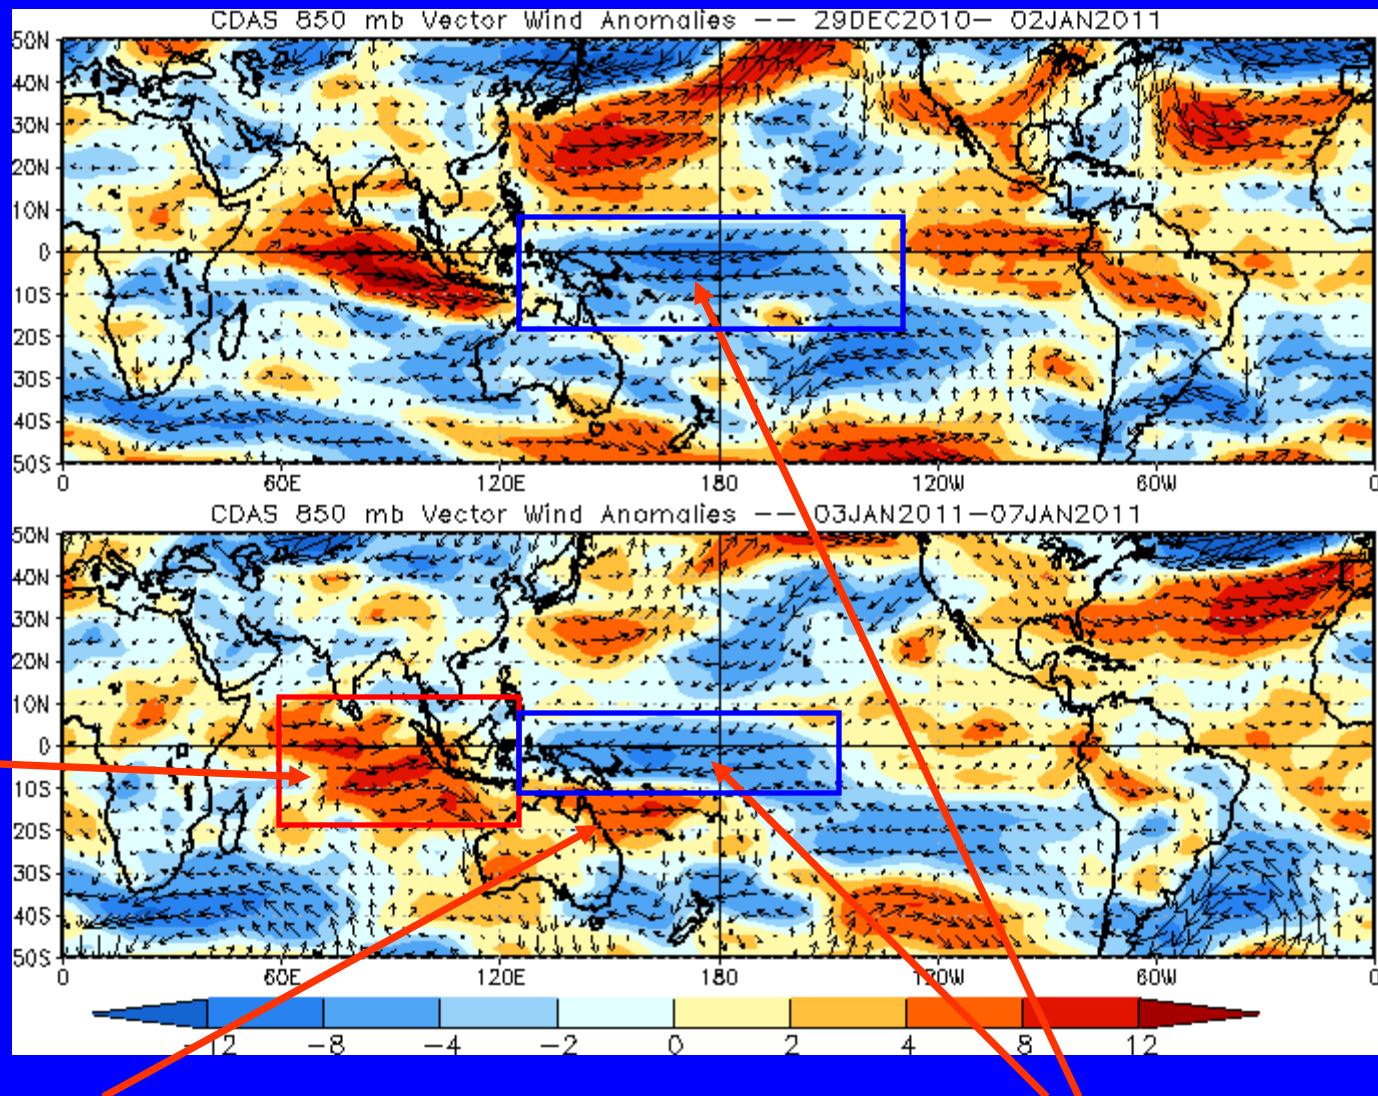 CDAS 850 mb Vector Wind Anomalies -- 29DEC2010- 02JAN2011
50N
40N
30N
20N
10N
0
10S
20S
30S
40S
50S
0 60E 120E 180 120W 60W 0
CDAS 850 mb Vector Wind Anomalies -- 03JAN2011-07JAN2011
50N
40N
30N
20N
10N
0
10S
20S
30S
40S
50S
0 60E 120E 180 120W 60W 0
-12 -8 -4 -2 0 2 4 8 12